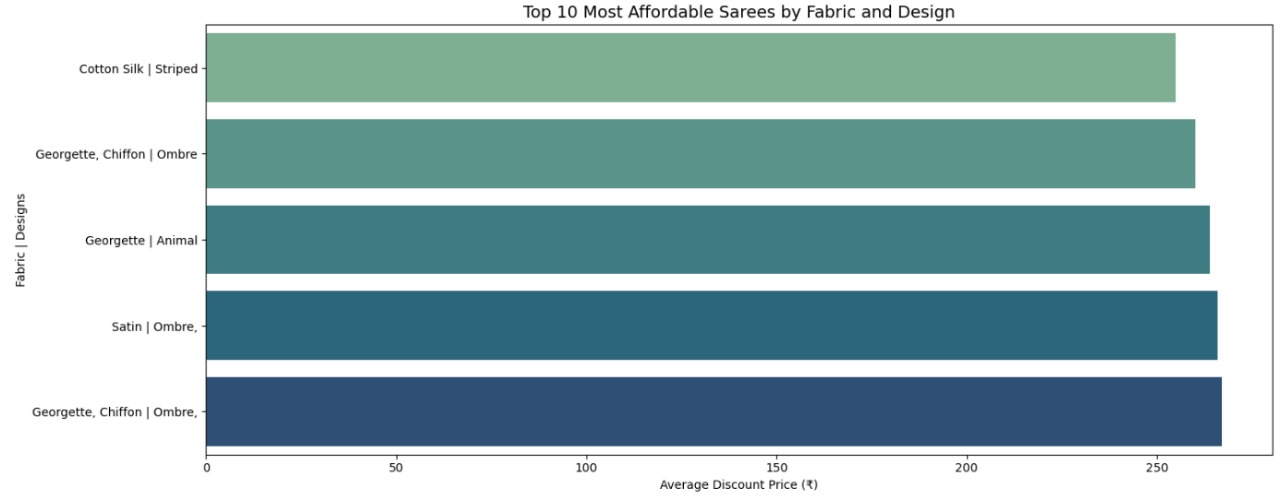 Top 10 Most Affordable Sarees by Fabric and Design
Fabric | Designs
Cotton Silk | Striped
Georgette, Chiffon | Ombre
Georgette | Animal
Satin | Ombre,
Georgette, Chiffon | Ombre,
0 50 100 150 200 250
Average Discount Price (₹)